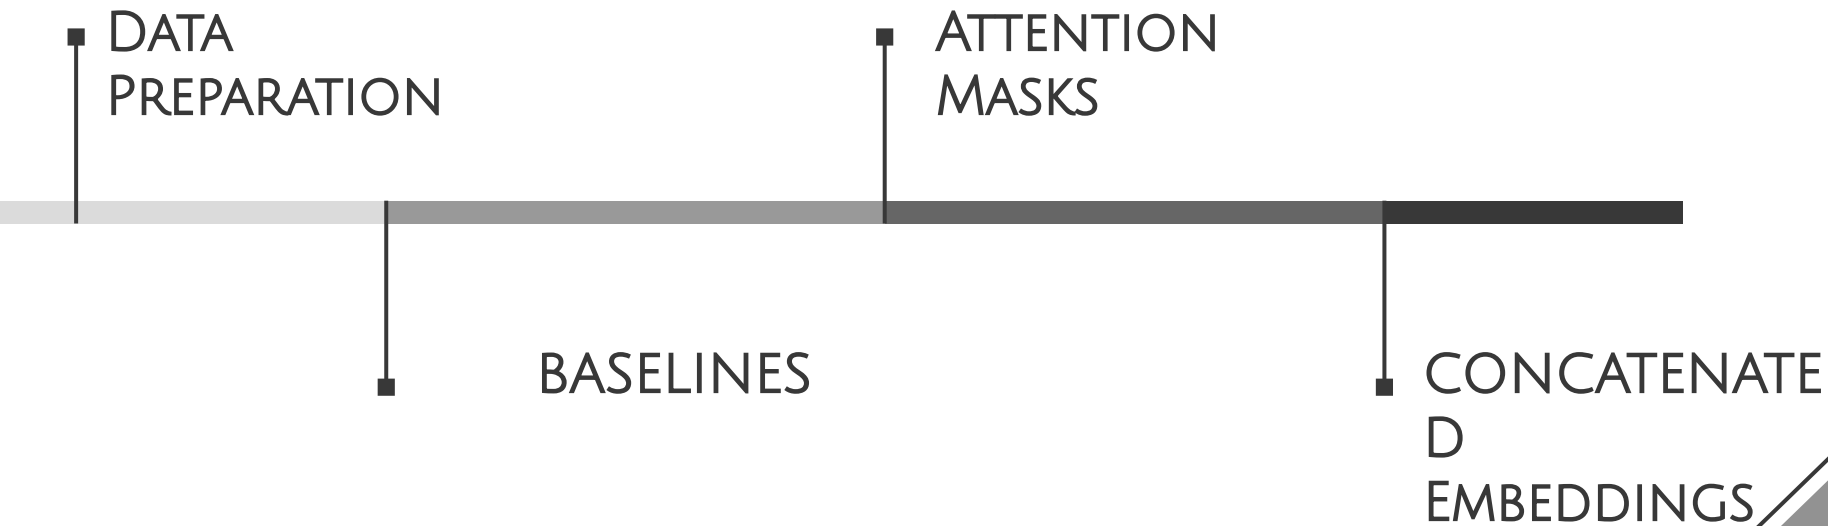 Data
Preparation
Attention
Masks
BASELINES
CONCATENATE
D
Embeddings